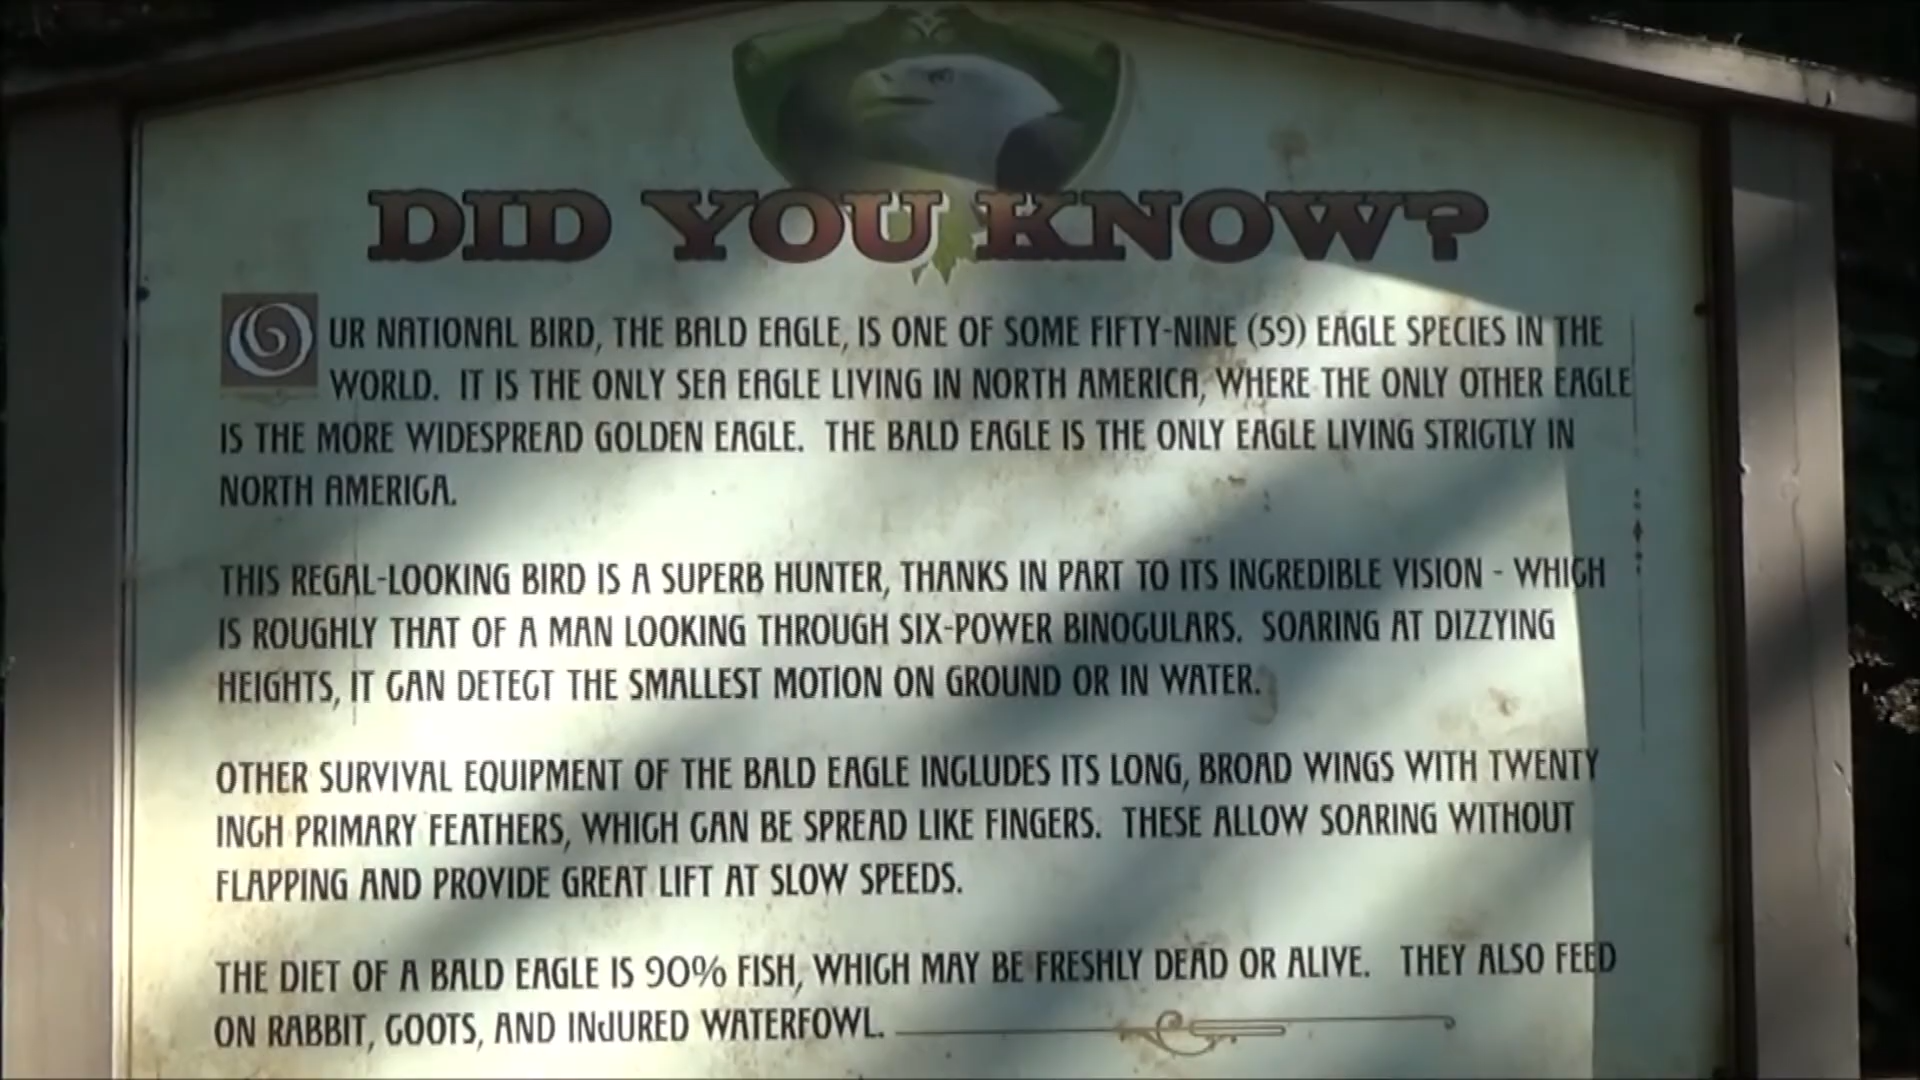 DID YOU KNOW?
OUR NATIONAL BIRD, THE BALD EAGLE, IS ONE OF SOME FIFTY-NINE (59) EAGLE SPECIES IN THE
WORLD. IT IS THE ONLY SEA EAGLE LIVING IN NORTH AMERICA, WHERE THE ONLY OTHER EAGLE
IS THE MORE WIDESPREAD GOLDEN EAGLE. THE BALD EAGLE IS THE ONLY EAGLE LIVING STRICTLY IN
NORTH AMERICA.
THIS REGAL-LOOKING BIRD IS A SUPERB HUNTER, THANKS IN PART TO ITS INCREDIBLE VISION - WHICH
IS ROUGHLY THAT OF A MAN LOOKING THROUGH SIX-POWER BINOCULARS. SOARING AT DIZZYING
HEIGHTS, IT CAN DETECT THE SMALLEST MOTION ON GROUND OR IN WATER.
OTHER SURVIVAL EQUIPMENT OF THE BALD EAGLE INCLUDES ITS LONG, BROAD WINGS WITH TWENTY
INCH PRIMARY FEATHERS, WHICH CAN BE SPREAD LIKE FINGERS. THESE ALLOW SOARING WITHOUT
FLAPPING AND PROVIDE GREAT LIFT AT SLOW SPEEDS.
THE DIET OF A BALD EAGLE IS 90% FISH, WHICH MAY BE FRESHLY DEAD OR ALIVE. THEY ALSO FEED
ON RABBIT, COOTS, AND INJURED WATERFOWL.